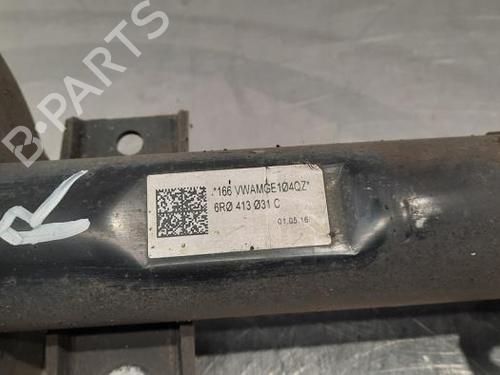 B-PARTS
.*166 VWAMGE1Ø4QZ*
6RØ 413 Ø31 C
01.05.16
R